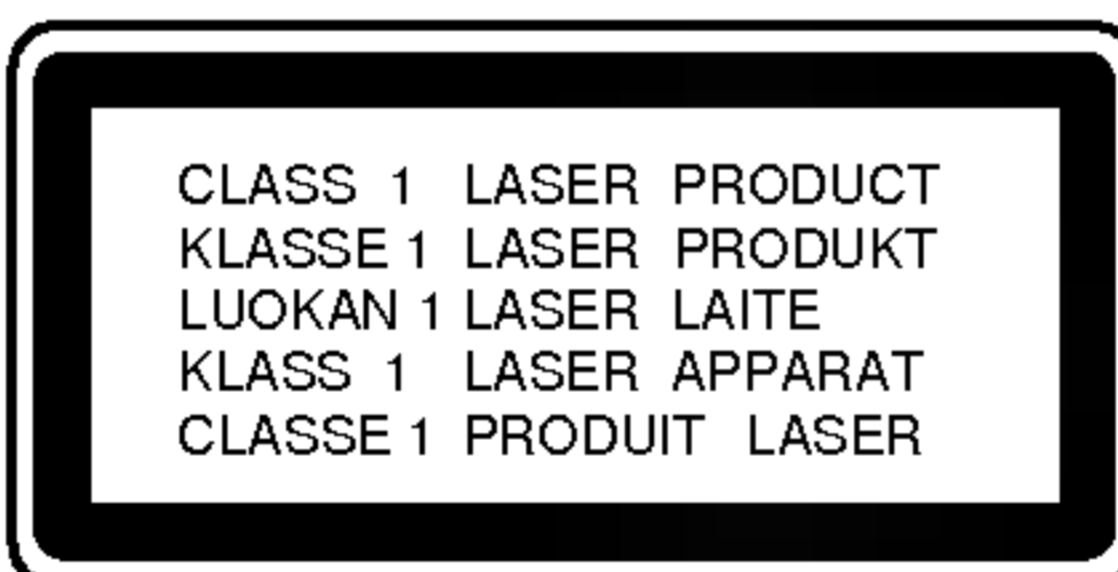 CLASS 1 LASER PRODUCT
KLASSE 1 LASER PRODUKT
LUOKAN 1 LASER LAITE
KLASS 1 LASER APPARAT
CLASSE 1 PRODUIT LASER